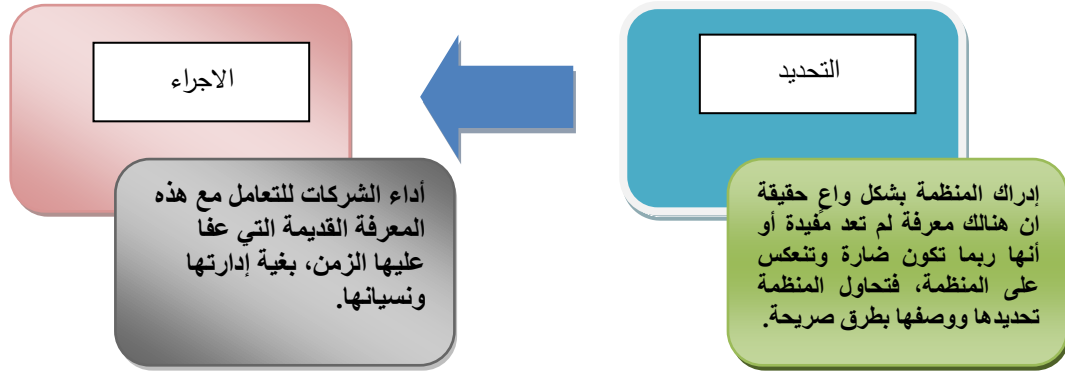 التحديد
إدراك المنظمة بشكل واعٍ حقيقة
ان هنالك معرفة لم تعد مفيدة أو
أنها ربما تكون ضارة وتنعكس
على المنظمة، فتحاول المنظمة
تحديدها ووصفها بطرق صريحة.
الاجراء
أداء الشركات للتعامل مع هذه
المعرفة القديمة التي عفا
عليها الزمن، بغية إدارتها
ونسيانها.